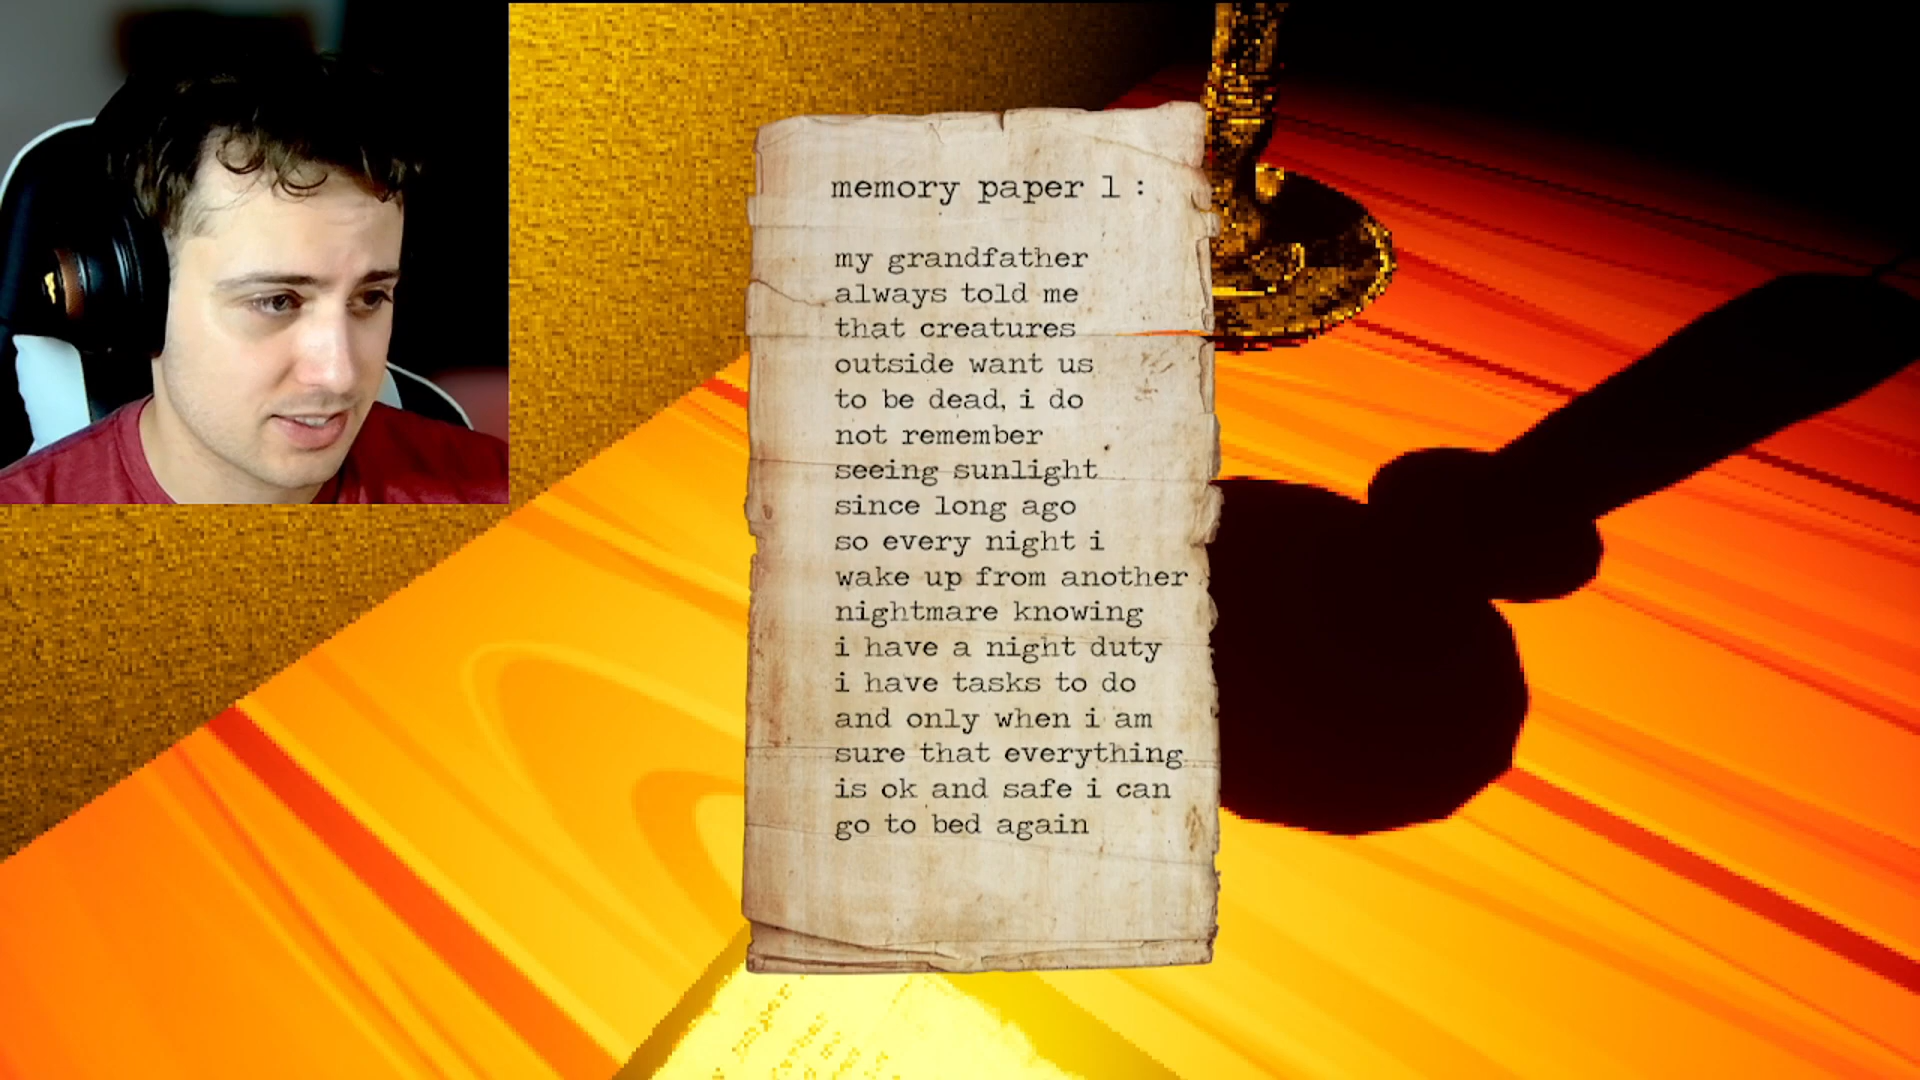 memory paper 1 :
my grandfather
always told me
that creatures
outside want us
to be dead, i do
not remember
seeing sunlight
since long ago
so every night i
wake up from another
nightmare knowing
i have a night duty
i have tasks to do
and only when i am
sure that everything
is ok and safe i can
go to bed again